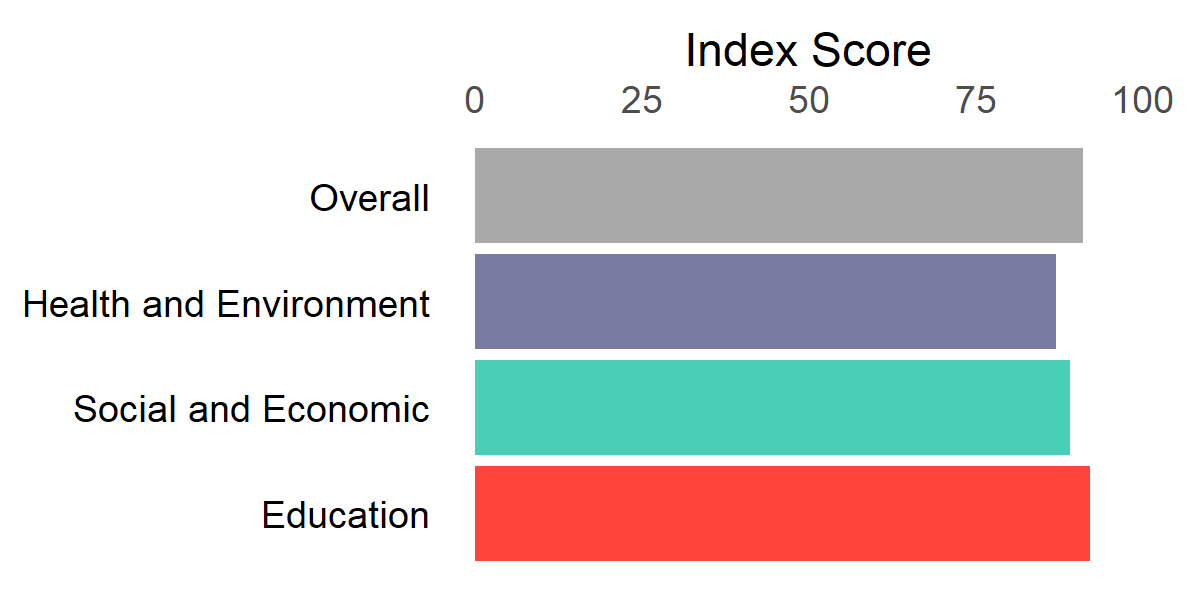 Index Score
0 25 50 75 100
Overall
Health and Environment
Social and Economic
Education